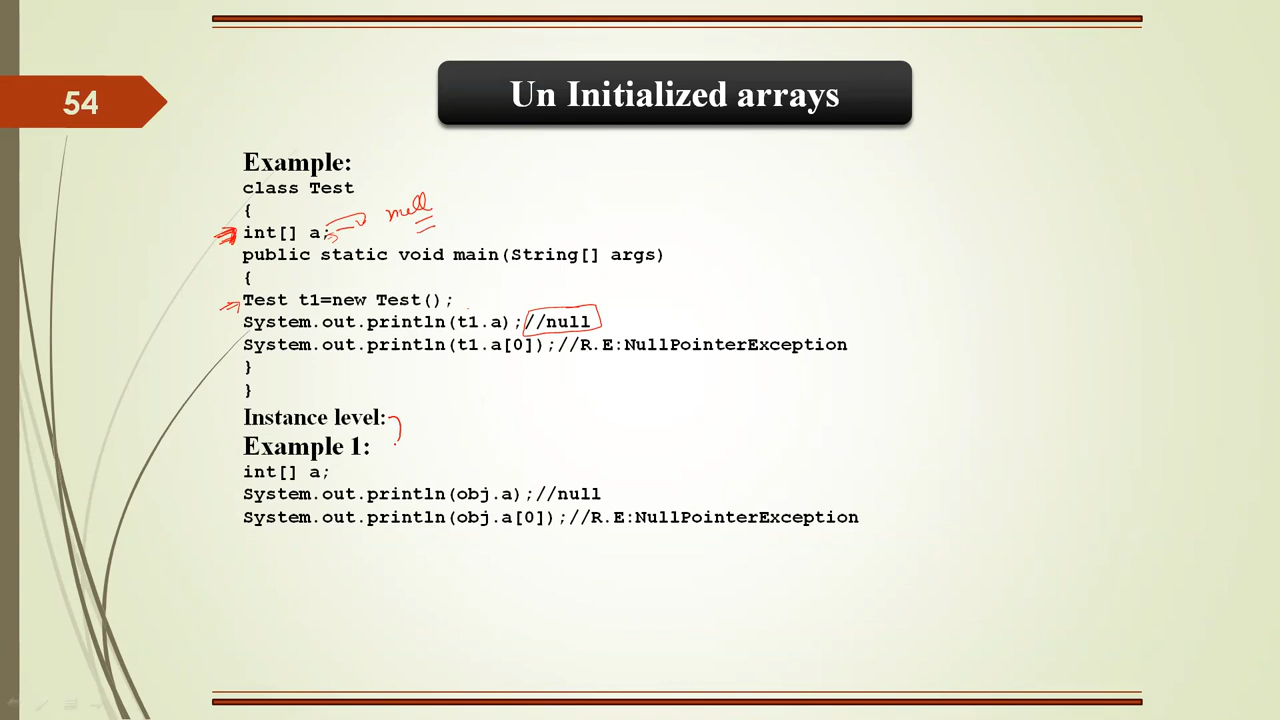 54
Un Initialized arrays
Example:
class Test
{
int[] a;
null
public static void main(String[] args)
{
Test t1=new Test();
System.out.println(t1.a);//null
System.out.println(t1.a[0]);//R.E:NullPointerException
}
}
Instance level:
Example 1:
int[] a;
System.out.println(obj.a);//null
System.out.println(obj.a[0]);//R.E:NullPointerException